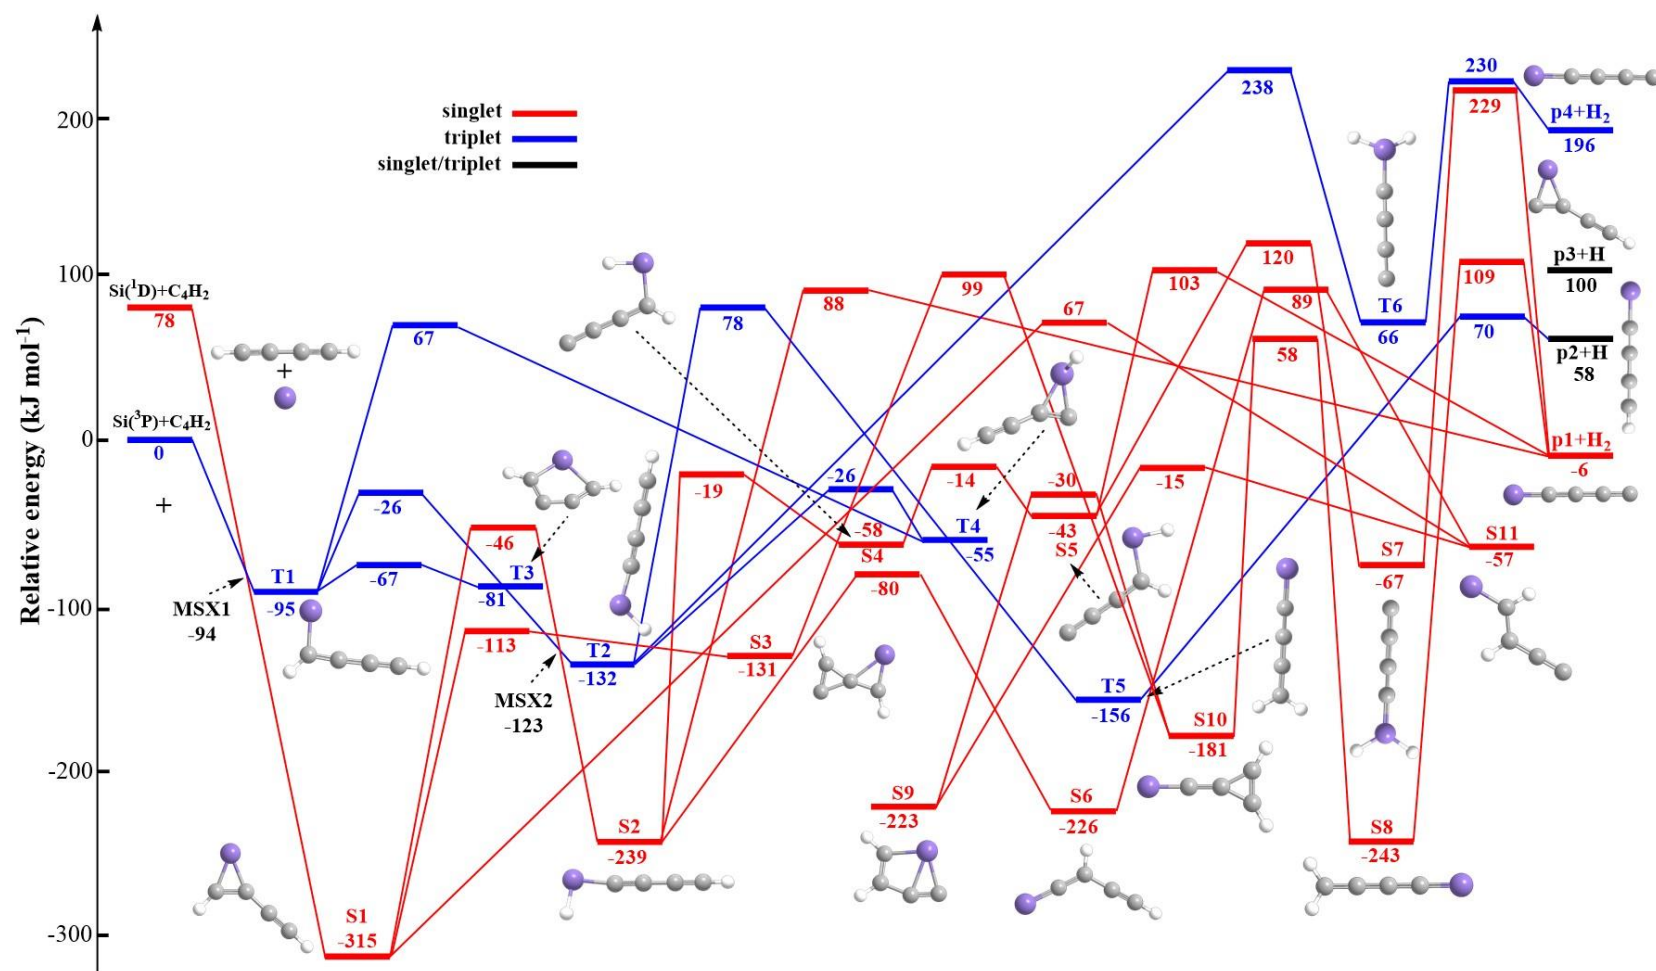 Relative energy (kJ mol⁻¹)
200
100
0
-100
-200
-300
singlet
triplet
singlet/triplet
Si(¹D)+C₄H₂
78
+
Si(³P)+C₄H₂
0
+
MSX1
-94
T1
-95
67
-26
-67
-46
-113
T3
-81
MSX2
-123
T2
-132
S1
-315
S2
-239
-19
78
S3
-131
88
-26
-58
S4
-80
99
-14
T4
-55
-30
-43
S5
67
103
-15
T5
-156
S10
-181
S9
-223
S6
-226
238
120
89
58
T6
66
S7
-67
S8
-243
230
229
109
70
S11
-57
p4+H₂
196
p3+H
100
p2+H
58
p1+H₂
-6